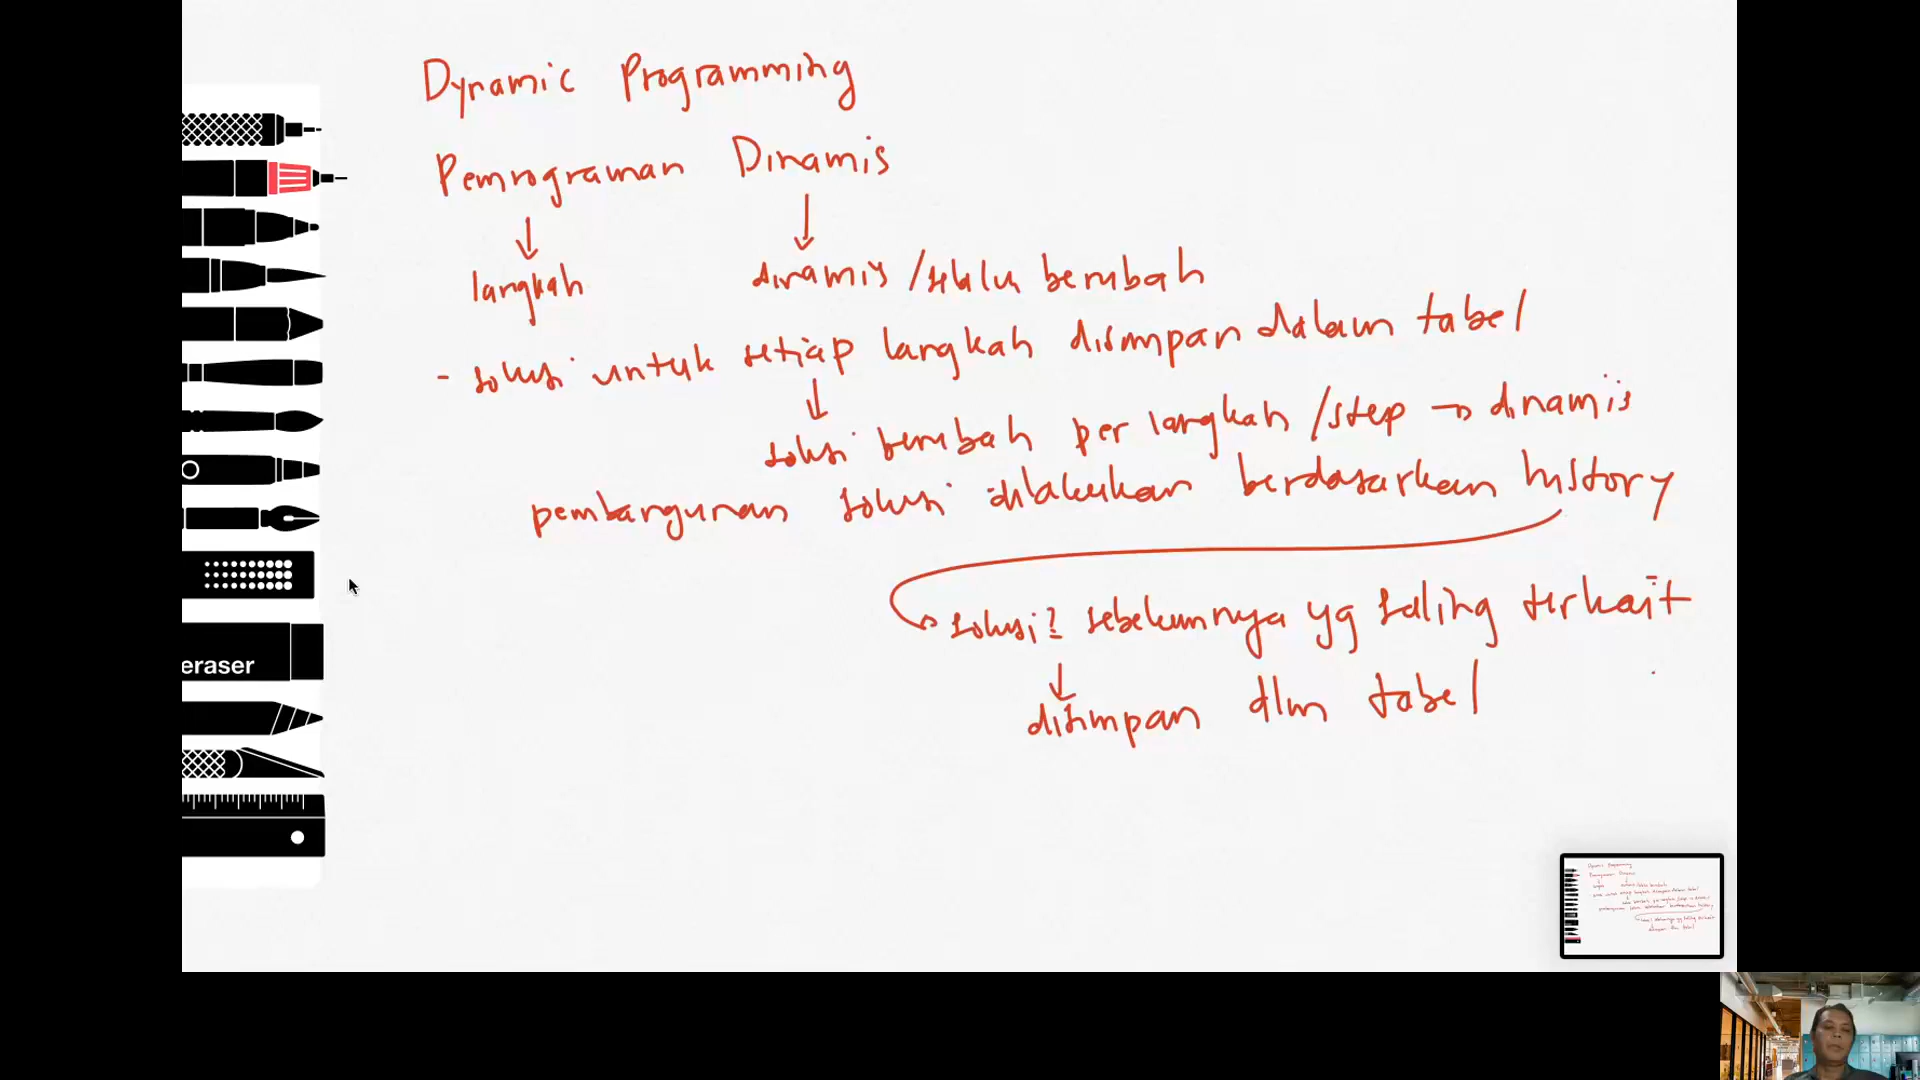 Dynamic Programming
Pemrograman Dinamis
langkah
dinamis / selalu berubah
- solusi untuk setiap langkah disimpan dalam tabel
solusi berubah per langkah / step → dinamis
pembangunan solusi dilakukan berdasarkan history
solusi2 sebelumnya yg saling terkait
disimpan dlm tabel
eraser